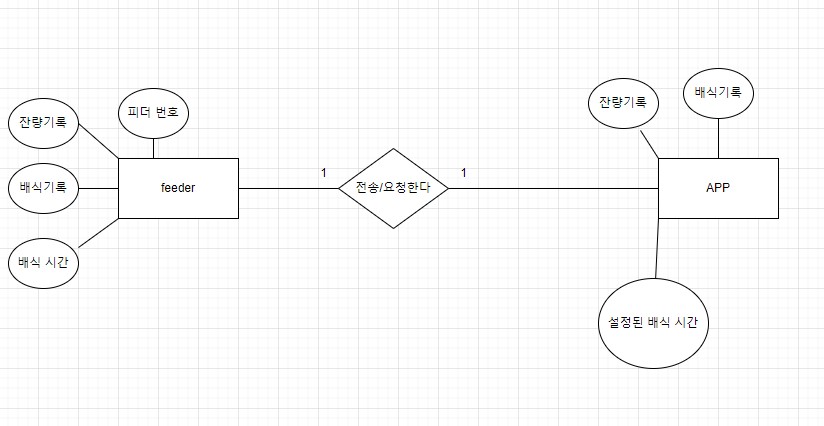 잔량기록
피더 번호
배식기록
배식 시간
feeder
1
전송/요청한다
1
잔량기록
배식기록
APP
설정된 배식 시간